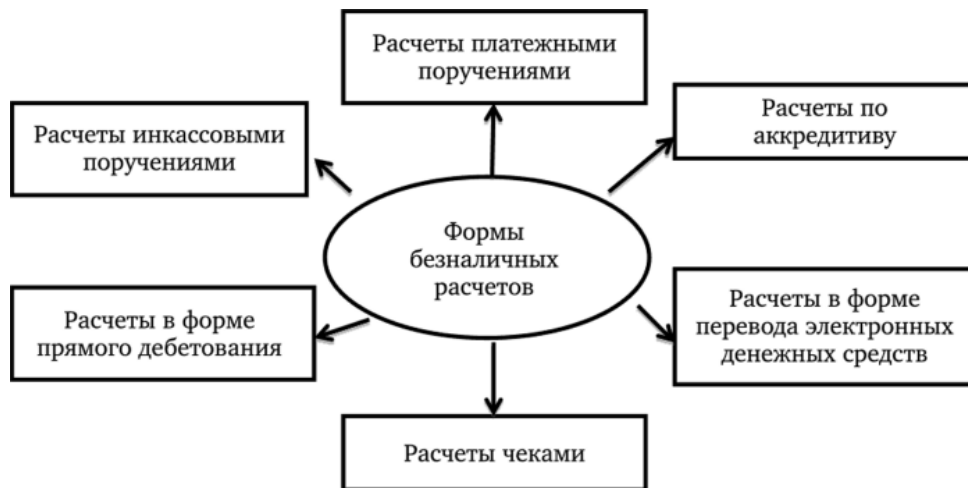 Расчеты платежными
поручениями
Расчеты инкассовыми
поручениями
Расчеты по
аккредитиву
Формы
безналичных
расчетов
Расчеты в форме
прямого дебетования
Расчеты в форме
перевода электронных
денежных средств
Расчеты чеками